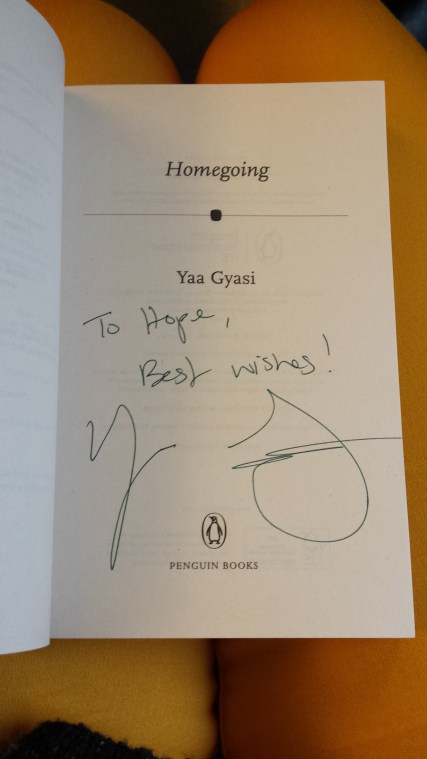 Homegoing
Yaa Gyasi
To Hope,
Best wishes!
PENGUIN BOOKS